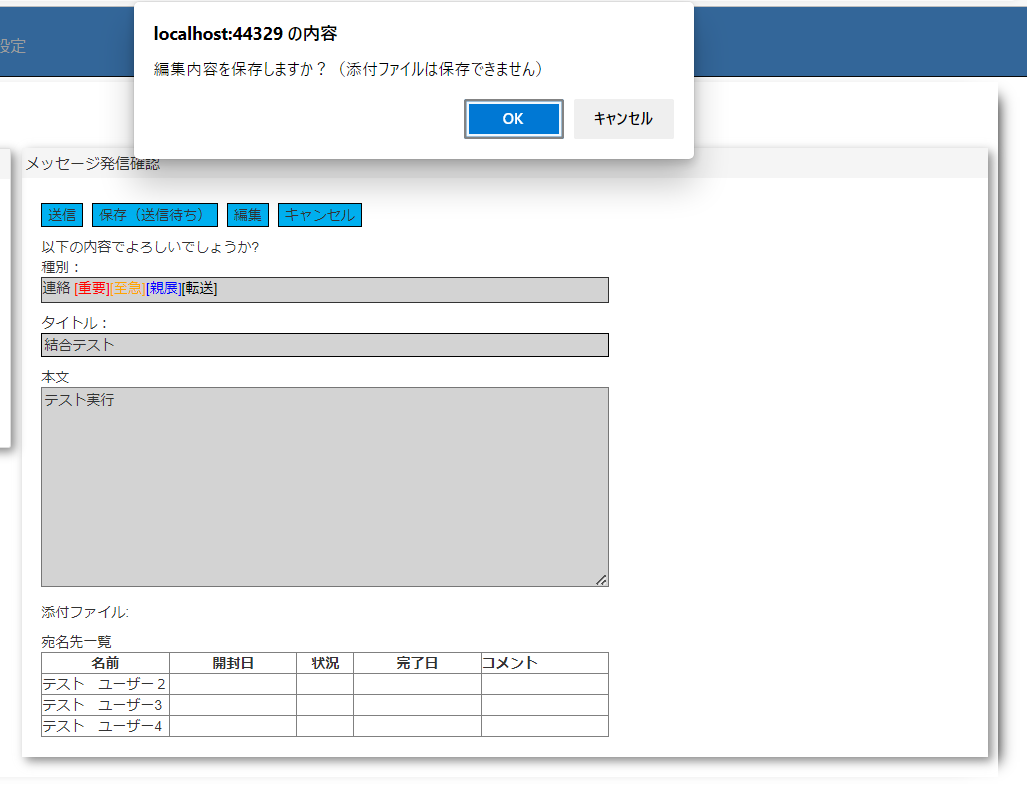 localhost:44329 の内容
編集内容を保存しますか？（添付ファイルは保存できません）
OK キャンセル
設定
メッセージ発信確認
送信 保存（送信待ち） 編集 キャンセル
以下の内容でよろしいでしょうか?
種別：
連絡 [重要][至急][親展][転送]
タイトル：
結合テスト
本文
テスト実行
添付ファイル:
宛名先一覧
名前 開封日 状況 完了日 コメント
テスト　ユーザー２
テスト　ユーザー3
テスト　ユーザー4